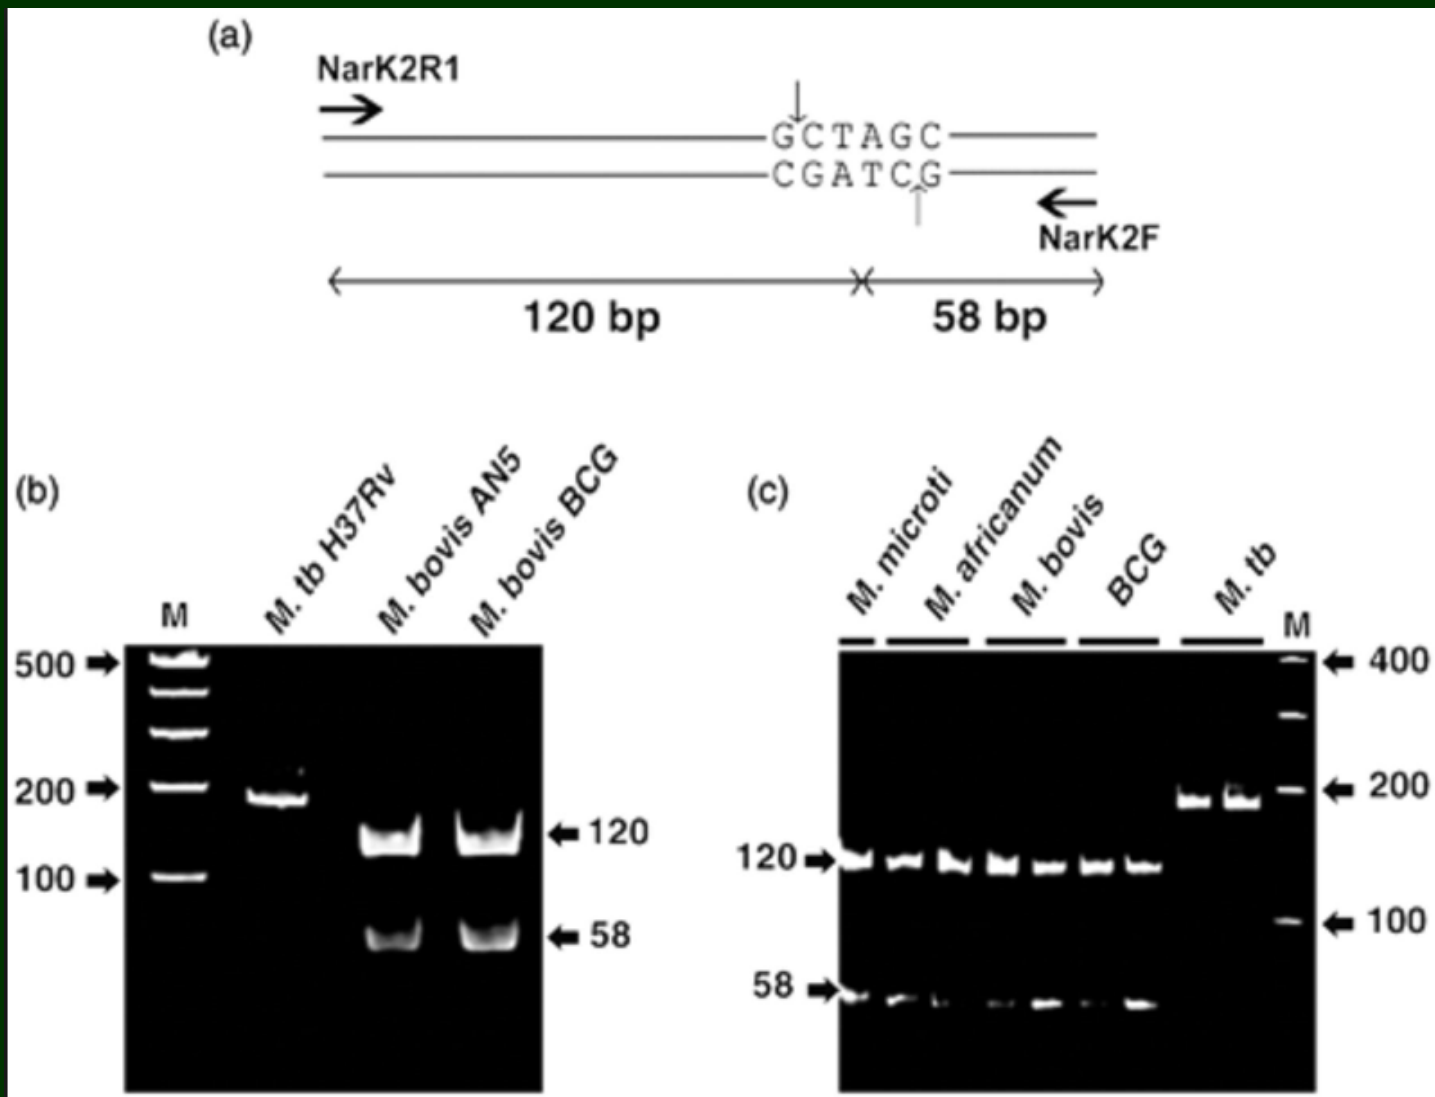 (a)
NarK2R1
GCTAGC
CGATCG
NarK2F
120 bp
58 bp
(b)
M
M. tb H37Rv
M. bovis AN5
M. bovis BCG
500
200
100
120
58
(c)
M. microti
M. africanum
M. bovis
BCG
M. tb
M
120
58
400
200
100